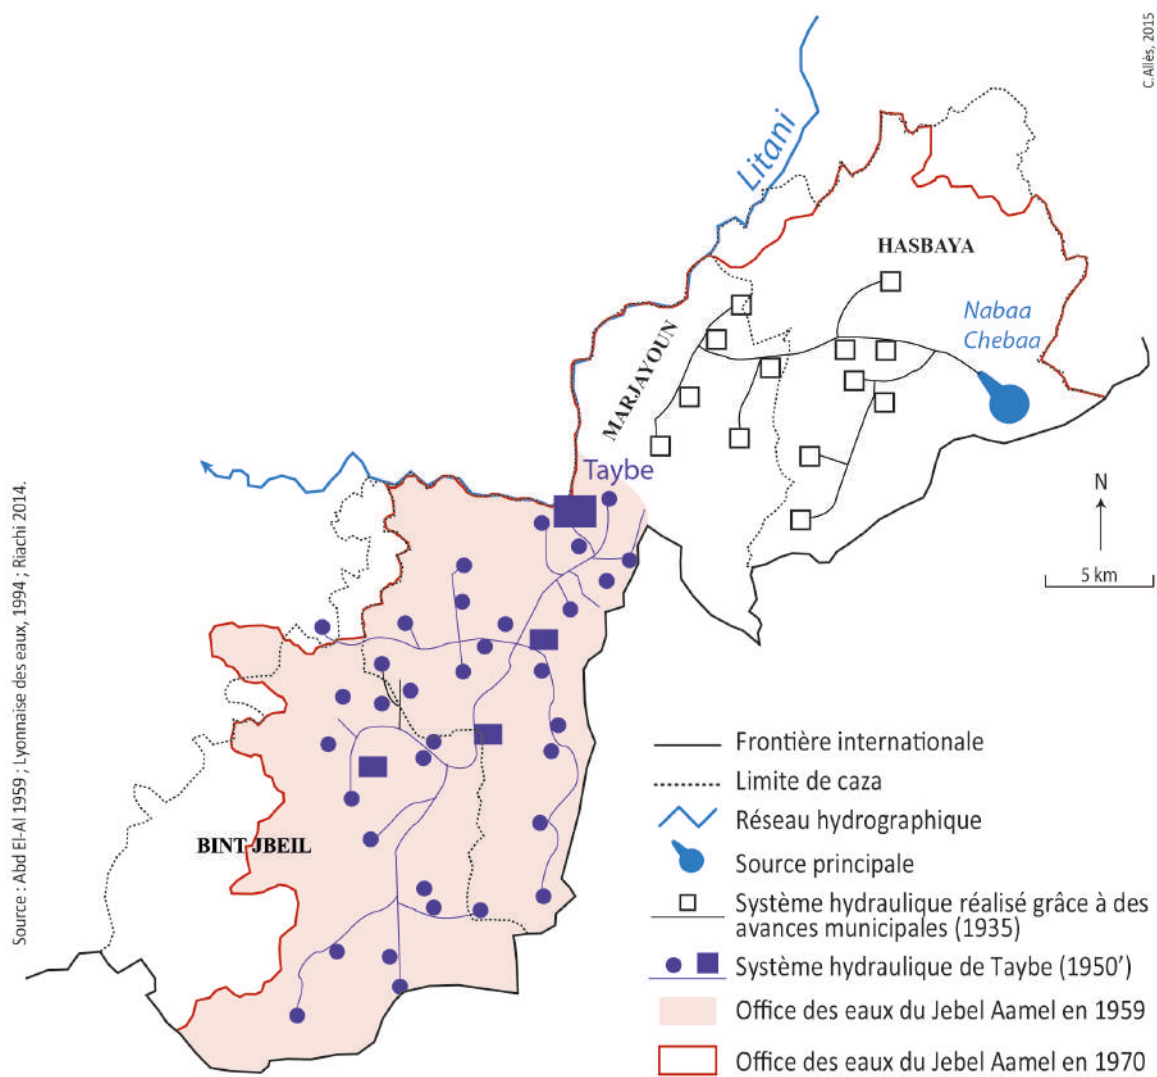 C.Allès, 2015
Litani
HASBAYA
Nabaa
Chebaa
MARJAYOUN
Taybe
N
5 km
BINT JBEIL
Source : Abd El-Al 1959 ; Lyonnaise des eaux, 1994 ; Riachi 2014.
Frontière internationale
Limite de caza
Réseau hydrographique
Source principale
Système hydraulique réalisé grâce à des
avances municipales (1935)
Système hydraulique de Taybe (1950')
Office des eaux du Jebel Aamel en 1959
Office des eaux du Jebel Aamel en 1970